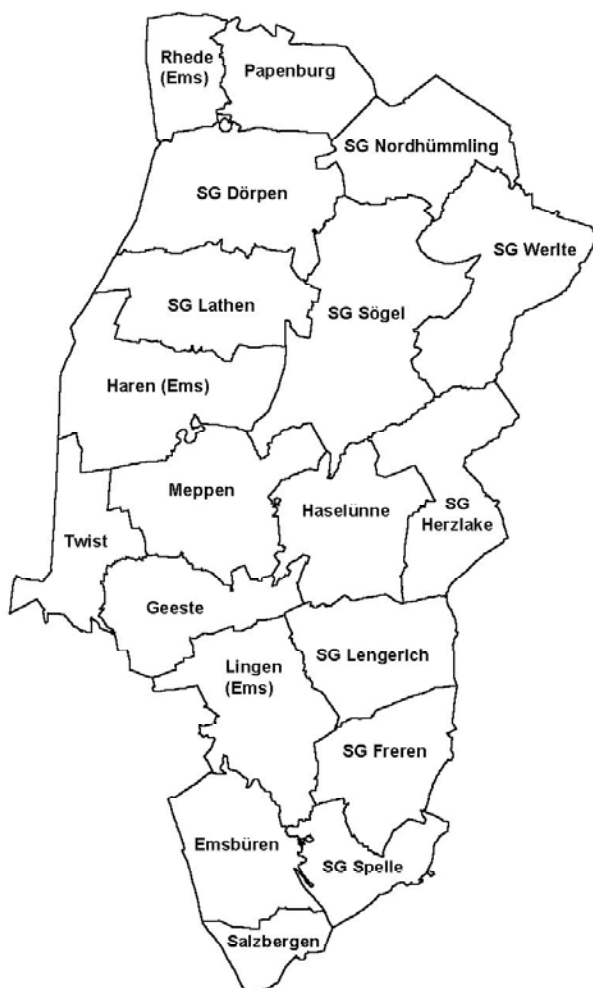 Rhede
(Ems)
Papenburg
SG Nordhümmling
SG Dörpen
SG Werlte
SG Lathen
SG Sögel
Haren (Ems)
Meppen
Haselünne
SG
Herzlake
Twist
Geeste
SG Lengerich
Lingen
(Ems)
SG Freren
Emsbüren
SG Spelle
Salzbergen